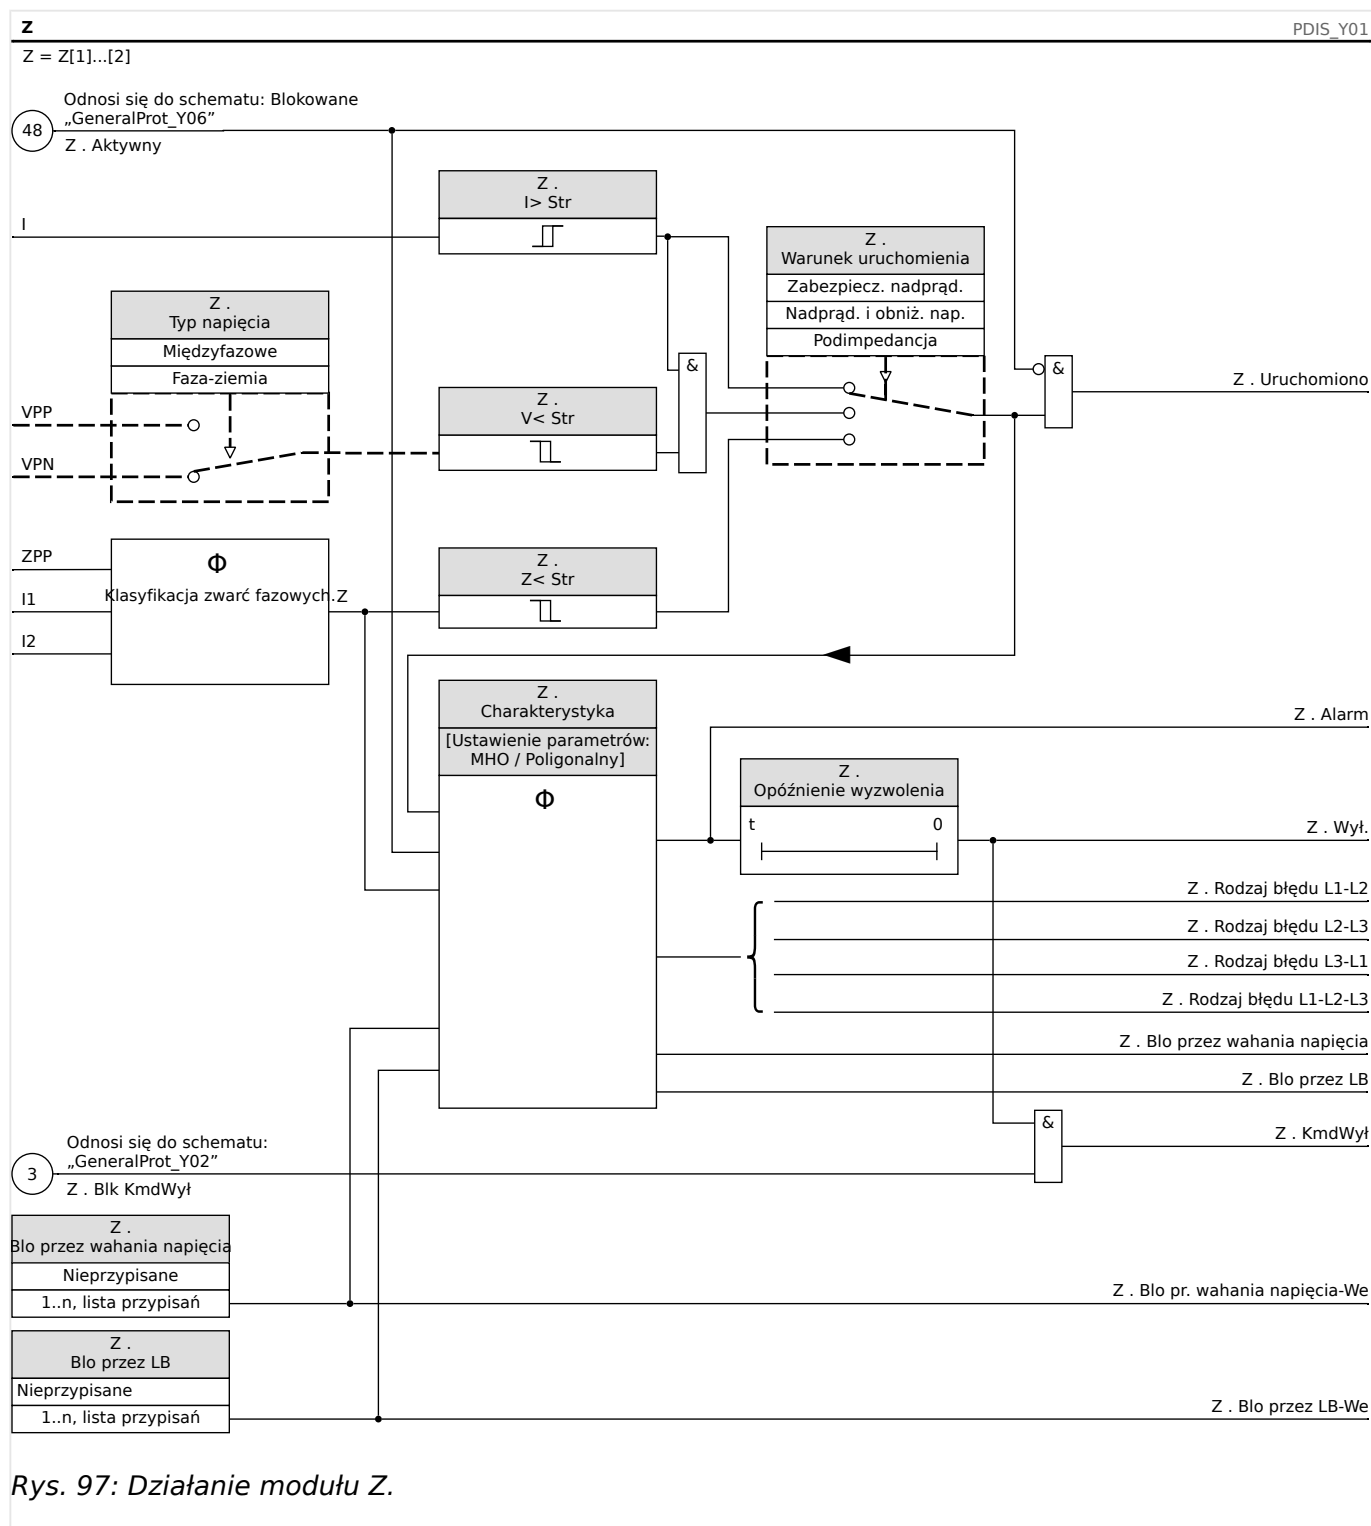 Z
PDIS_Y01
Z = Z[1]...[2]
Odnosi się do schematu: Blokowane
„GeneralProt_Y06”
48
Z . Aktywny
Z .
I> Str
I
Z .
Warunek uruchomienia
Zabezpiecz. nadprąd.
Nadprąd. i obniż. nap.
Podimpedancja
Z .
Typ napięcia
Międzyfazowe
Faza-ziemia
&
&
Z . Uruchomiono
VPP
Z .
V< Str
VPN
ZPP
I1
I2
Φ
Klasyfikacja zwarć fazowych.Z
Z .
Z< Str
Z .
Charakterystyka
[Ustawienie parametrów:
MHO / Poligonalny]
Φ
Z . Alarm
Z .
Opóźnienie wyzwolenia
t
0
Z . Wył.
Z . Rodzaj błędu L1-L2
Z . Rodzaj błędu L2-L3
Z . Rodzaj błędu L3-L1
Z . Rodzaj błędu L1-L2-L3
Z . Blo przez wahania napięcia
Z . Blo przez LB
&
Z . KmdWył
Odnosi się do schematu:
„GeneralProt_Y02”
3
Z . Blk KmdWył
Z .
Blo przez wahania napięcia
Nieprzypisane
1..n, lista przypisań
Z . Blo pr. wahania napięcia-We
Z .
Blo przez LB
Nieprzypisane
1..n, lista przypisań
Z . Blo przez LB-We
Rys. 97: Działanie modułu Z.